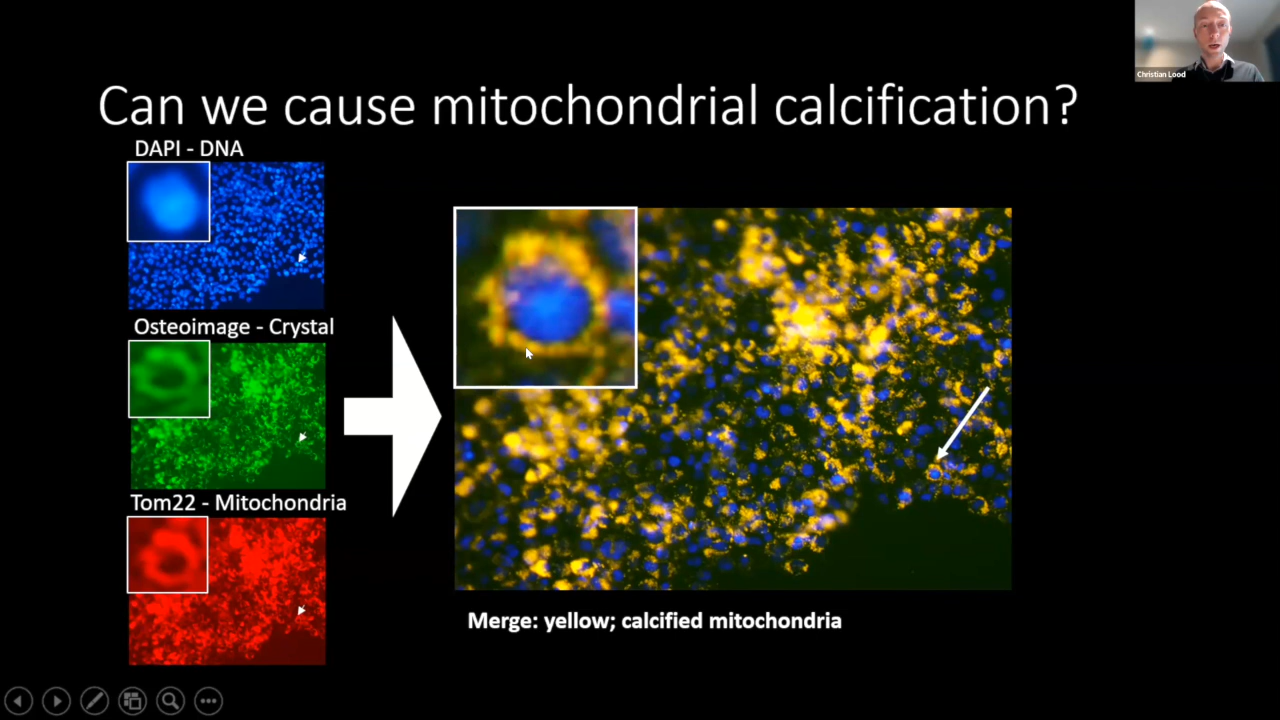 Christian Lood
Can we cause mitochondrial calcification?
DAPI - DNA
Osteoimage - Crystal
Tom22 - Mitochondria
Merge: yellow; calcified mitochondria